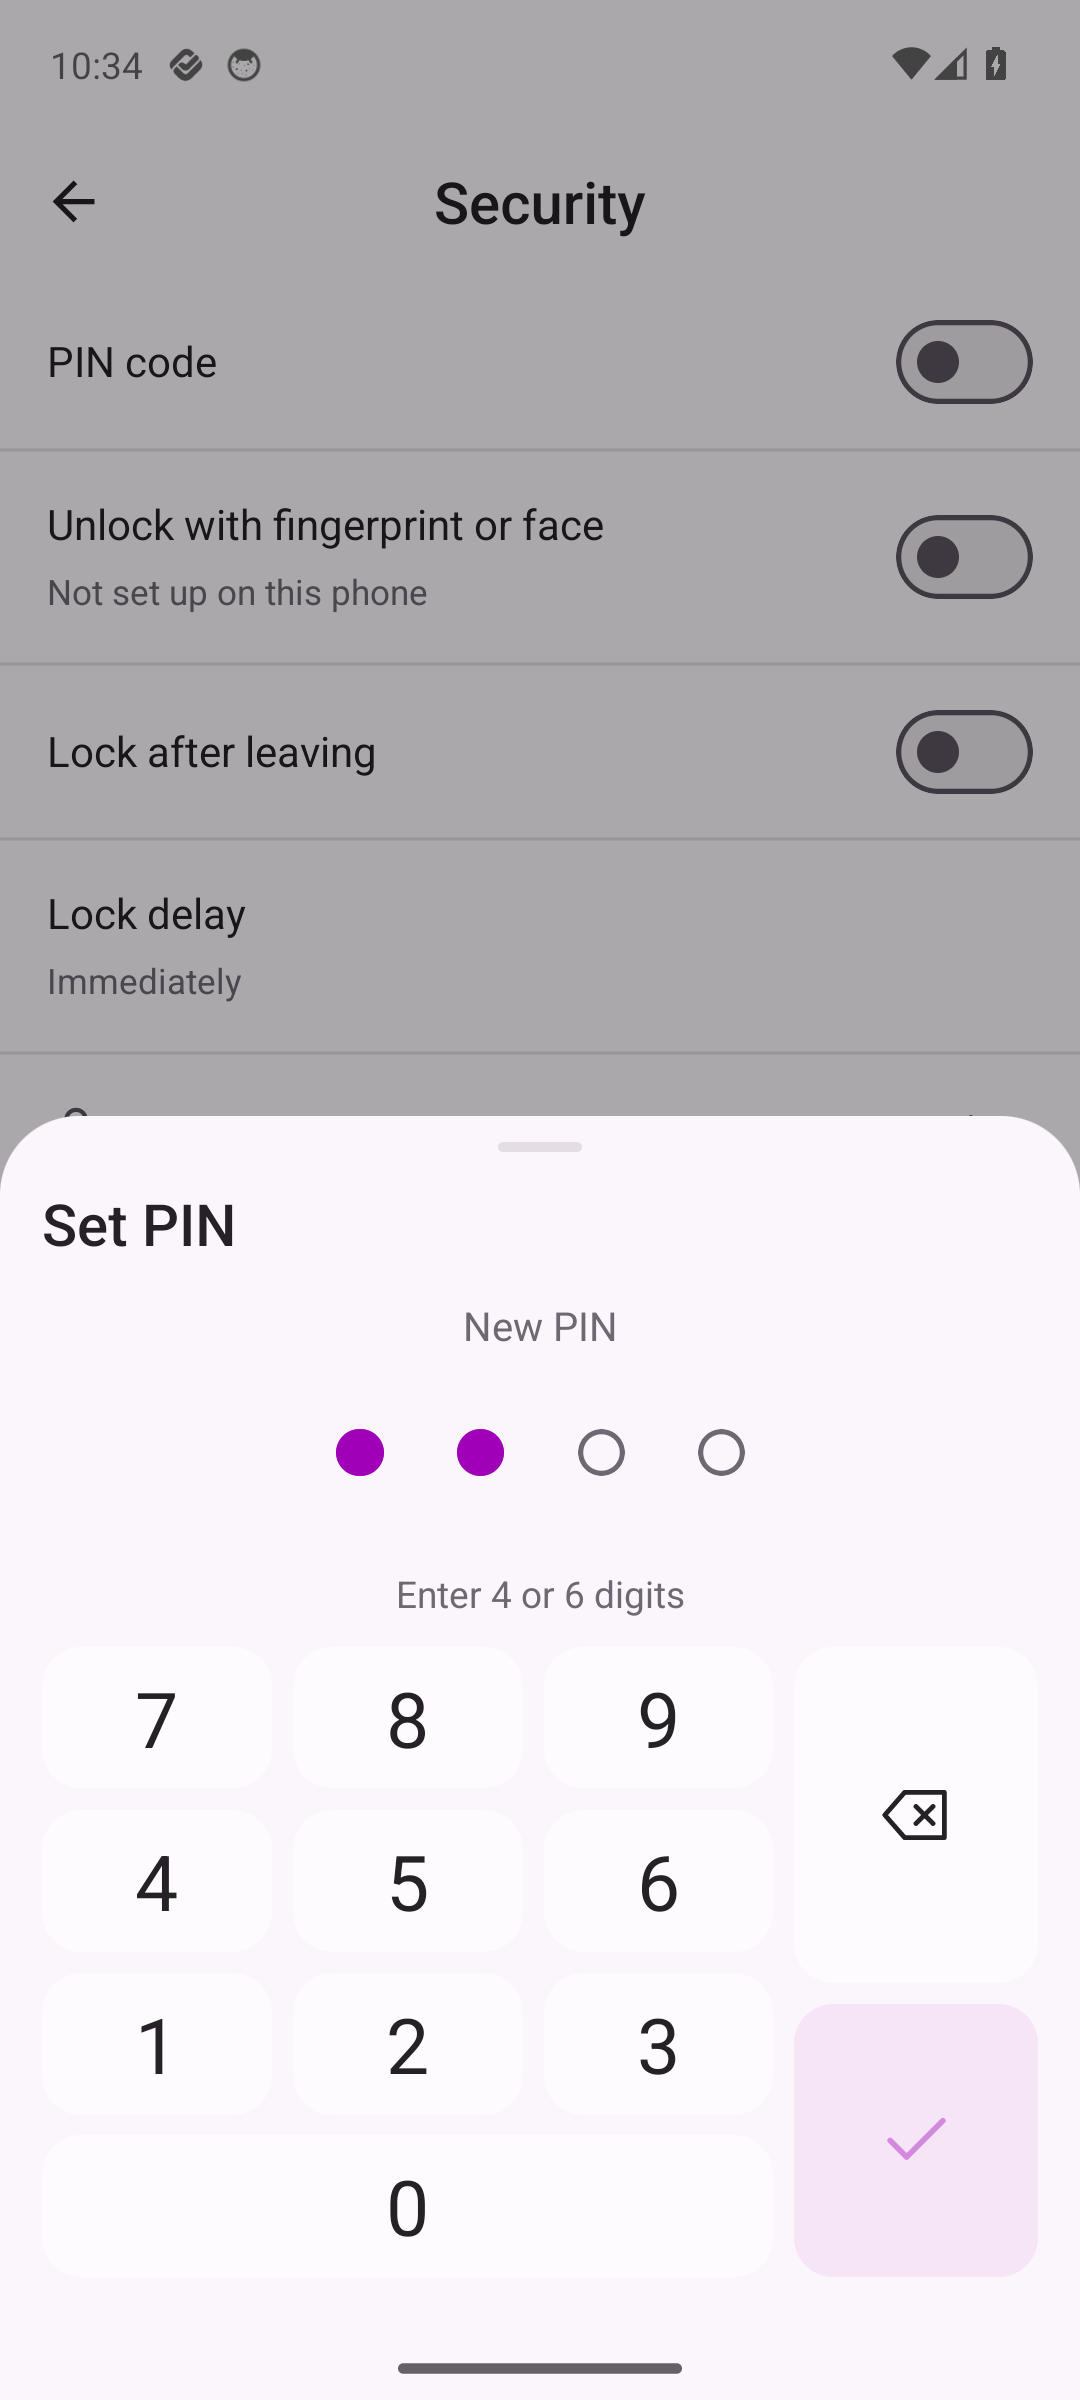 10:34
Security
PIN code
Unlock with fingerprint or face
Not set up on this phone
Lock after leaving
Lock delay
Immediately
Set PIN
New PIN
Enter 4 or 6 digits
7 8 9
4 5 6
1 2 3
0